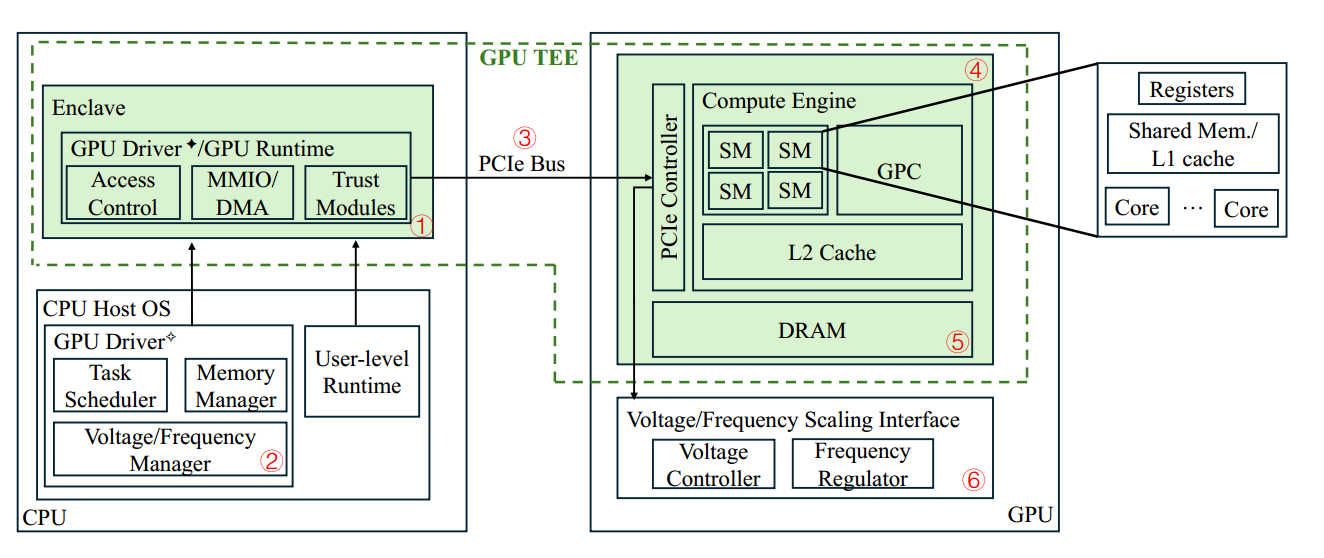 GPU TEE
Enclave
GPU Driver✦/GPU Runtime
Access
Control
MMIO/
DMA
Trust
Modules
①
③
PCIe Bus
CPU Host OS
GPU Driver✧
Task
Scheduler
Memory
Manager
Voltage/Frequency
Manager
②
User-level
Runtime
CPU
④
PCIe Controller
Compute Engine
SM
SM
SM
SM
GPC
L2 Cache
DRAM
⑤
Voltage/Frequency Scaling Interface
Voltage
Controller
Frequency
Regulator
⑥
GPU
Registers
Shared Mem./
L1 cache
Core
···
Core